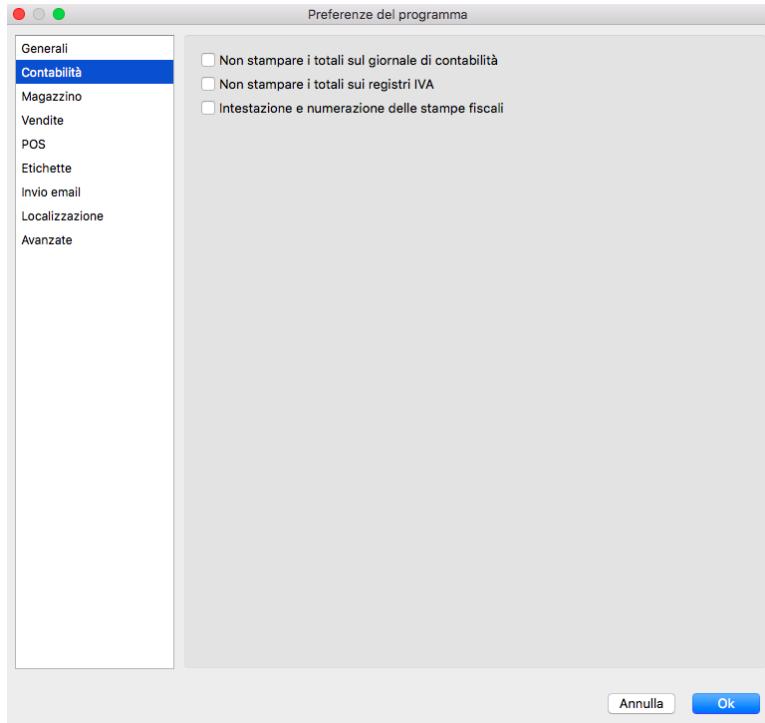 Preferenze del programma
Generali
Contabilità
Magazzino
Vendite
POS
Etichette
Invio email
Localizzazione
Avanzate
Non stampare i totali sul giornale di contabilità
Non stampare i totali sui registri IVA
Intestazione e numerazione delle stampe fiscali
Annulla
Ok